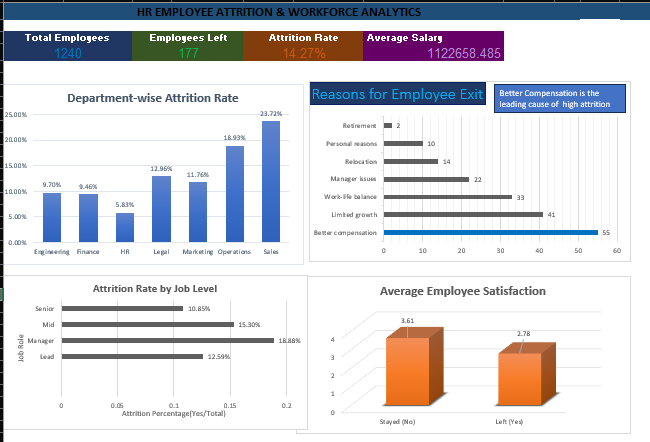 HR EMPLOYEE ATTRITION & WORKFORCE ANALYTICS
Total Employees
1240
Employees Left
177
Attrition Rate
14.27%
Average Salary
1122658.485
Department-wise Attrition Rate
25.00%
20.00%
15.00%
10.00%
5.00%
0.00%
9.70%
9.46%
5.83%
12.96%
11.76%
18.93%
23.72%
Engineering
Finance
HR
Legal
Marketing
Operations
Sales
Reasons for Employee Exit
Better Compensation is the
leading cause of high attrition
Retirement 2
Personal reasons 10
Relocation 14
Manager issues 22
Work-life balance 33
Limited growth 41
Better compensation 55
0 10 20 30 40 50 60
Attrition Rate by Job Level
Job Role
Senior 10.85%
Mid 15.30%
Manager 18.88%
Lead 12.59%
0 0.05 0.1 0.15 0.2
Attrition Percentage(Yes/Total)
Average Employee Satisfaction
4
3
2
1
0
3.61
2.78
Stayed (No)
Left (Yes)